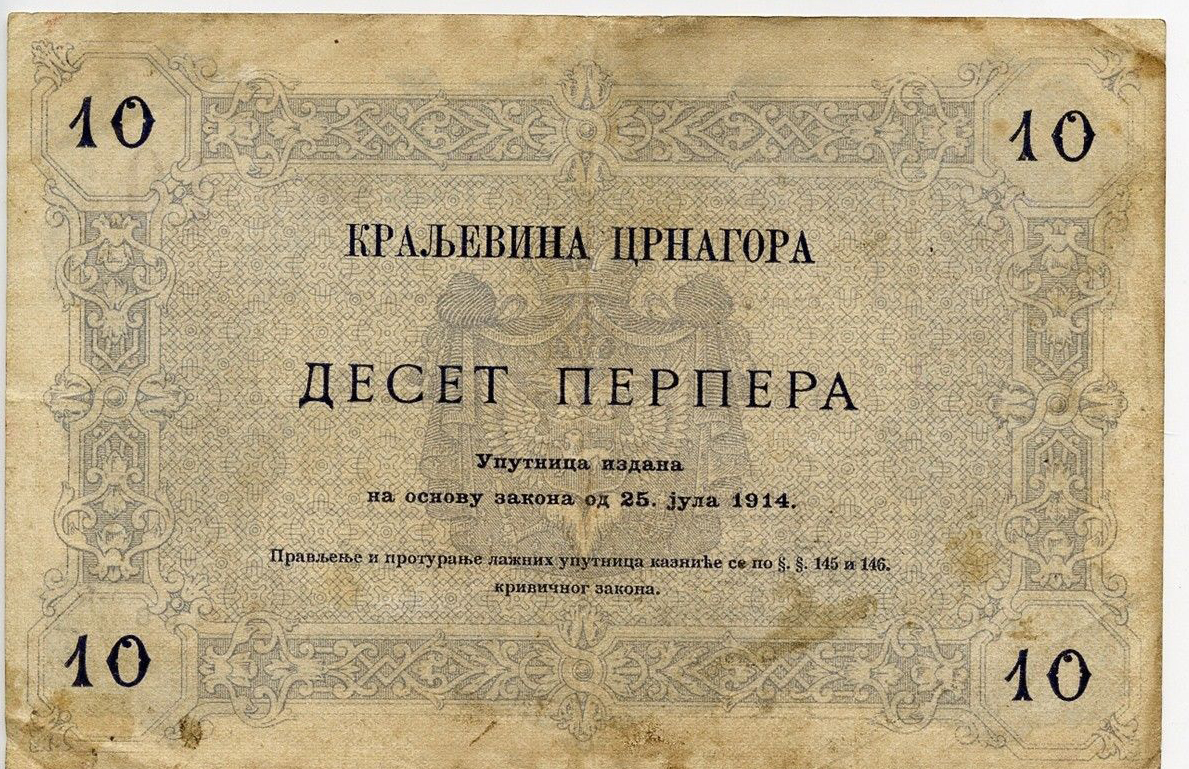 10
10
КРАЉЕВИНА ЦРНАГОРА
ДЕСЕТ ПЕРПЕРА
Упутница издана
на основу закона од 25. јула 1914.
Прављење и протурање лажних упутница казниће се по §. §. 145 и 146.
кривичног закона.
10
10